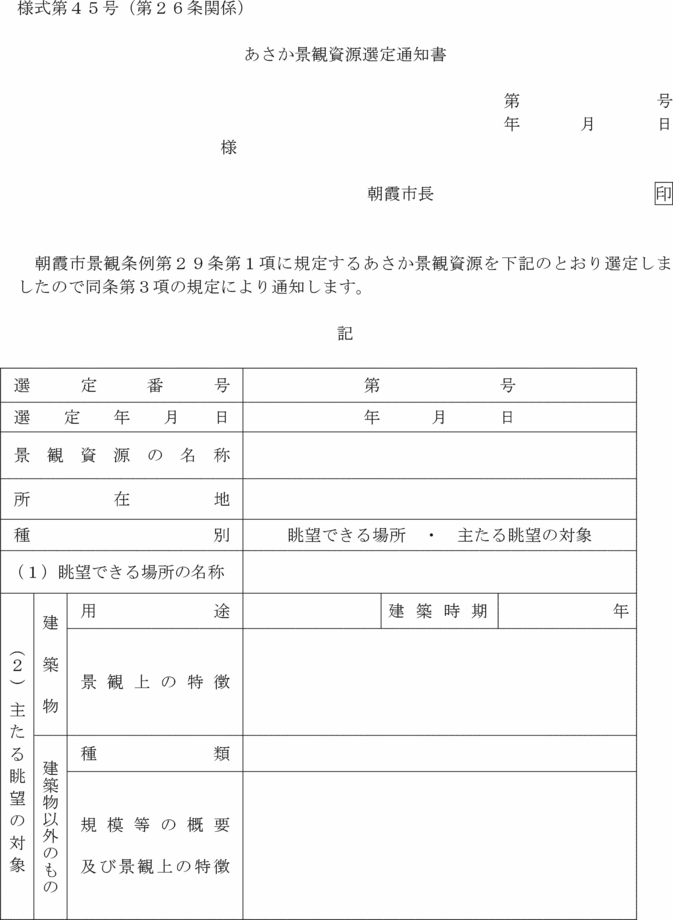 様式第４５号（第２６条関係）
あさか景観資源選定通知書
第　　　　　　　　号
年　　　月　　　日
様
朝霞市長　　　　　　　　　　　　　印
　朝霞市景観条例第２９条第１項に規定するあさか景観資源を下記のとおり選定しま
したので同条第３項の規定により通知します。
記
選定番号　第　　　　　　　号
選定年月日　年　　　月　　　日
景観資源の名称
所在地
種別　眺望できる場所　・　主たる眺望の対象
（１）眺望できる場所の名称
（２）主たる眺望の対象
建築物
用途　建築時期　年
景観上の特徴
建築物以外のもの
種類
規模等の概要
及び景観上の特徴